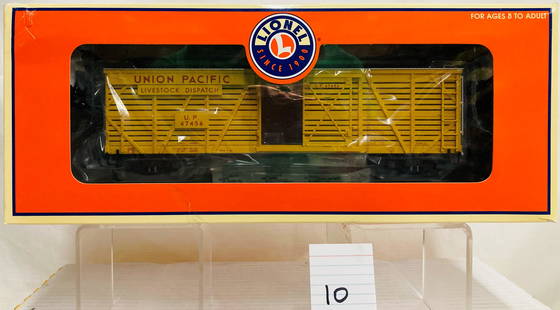 FOR AGES 8 TO ADULT
LIONEL
L
SINCE 1900
UNION PACIFIC
LIVESTOCK DISPATCH
U.P
47456
10